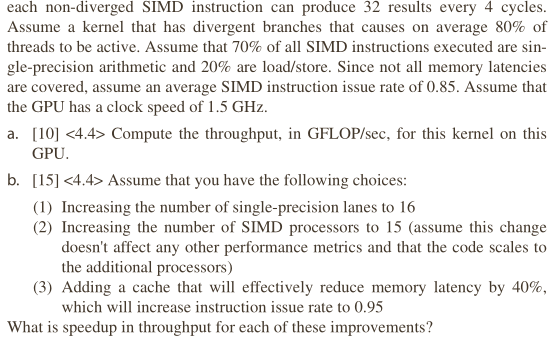 each non-diverged SIMD instruction can produce 32 results every 4 cycles.
Assume a kernel that has divergent branches that causes on average 80% of
threads to be active. Assume that 70% of all SIMD instructions executed are sin-
gle-precision arithmetic and 20% are load/store. Since not all memory latencies
are covered, assume an average SIMD instruction issue rate of 0.85. Assume that
the GPU has a clock speed of 1.5 GHz.
a. [10] <4.4> Compute the throughput, in GFLOP/sec, for this kernel on this
GPU.
b. [15] <4.4> Assume that you have the following choices:
(1) Increasing the number of single-precision lanes to 16
(2) Increasing the number of SIMD processors to 15 (assume this change
doesn't affect any other performance metrics and that the code scales to
the additional processors)
(3) Adding a cache that will effectively reduce memory latency by 40%,
which will increase instruction issue rate to 0.95
What is speedup in throughput for each of these improvements?